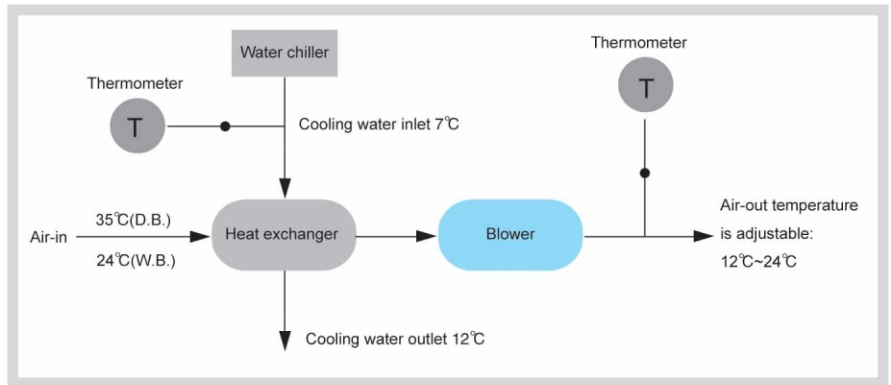 Water chiller
Thermometer
Thermometer
T
T
Cooling water inlet 7℃
35℃(D.B.)
Air-in
24℃(W.B.)
Heat exchanger
Blower
Air-out temperature
is adjustable:
12℃~24℃
Cooling water outlet 12℃